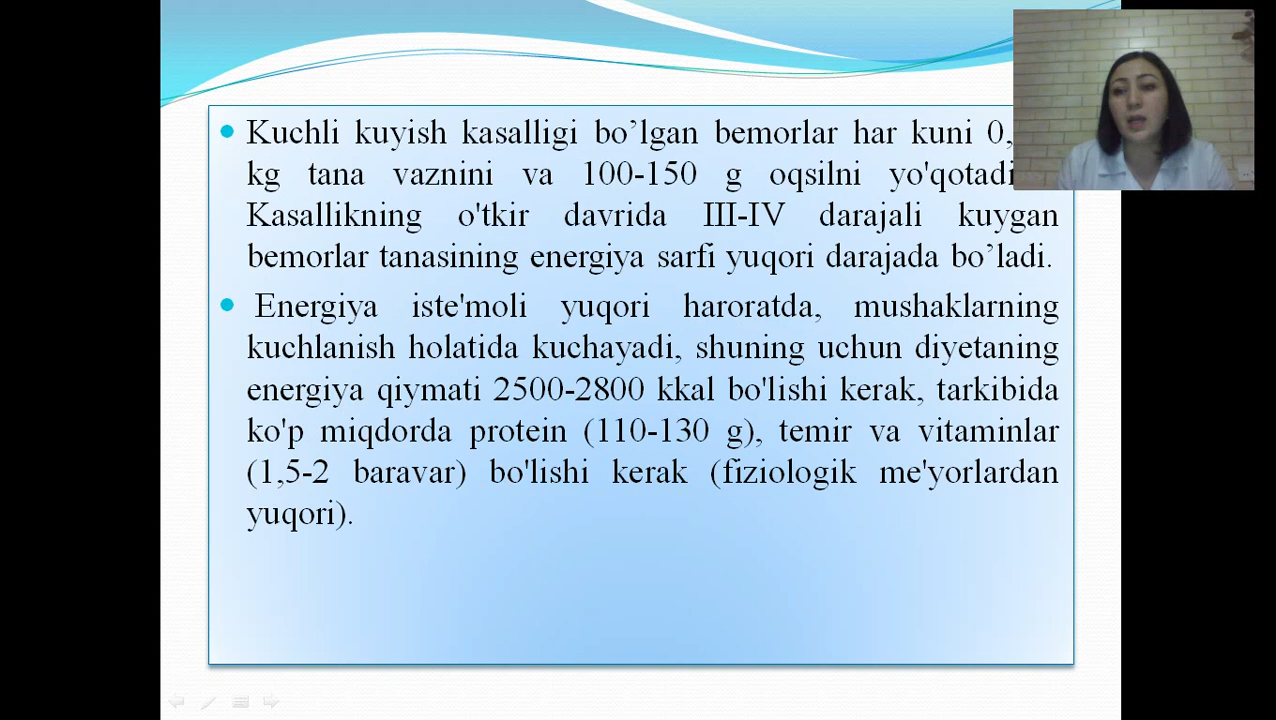 Kuchli kuyish kasalligi bo’lgan bemorlar har kuni
kg tana vaznini va 100-150 g oqsilni
Kasallikning o'tkir davrida III-IV darajali kuygan
bemorlar tanasining energiya sarfi yuqori darajada bo’ladi.
Energiya iste'moli yuqori haroratda, mushaklarning
kuchlanish holatida kuchayadi, shuning uchun diyetaning
energiya qiymati 2500-2800 kkal bo'lishi kerak, tarkibida
ko'p miqdorda protein (110-130 g), temir va vitaminlar
(1,5-2 baravar) bo'lishi kerak (fiziologik me'yorlardan
yuqori).